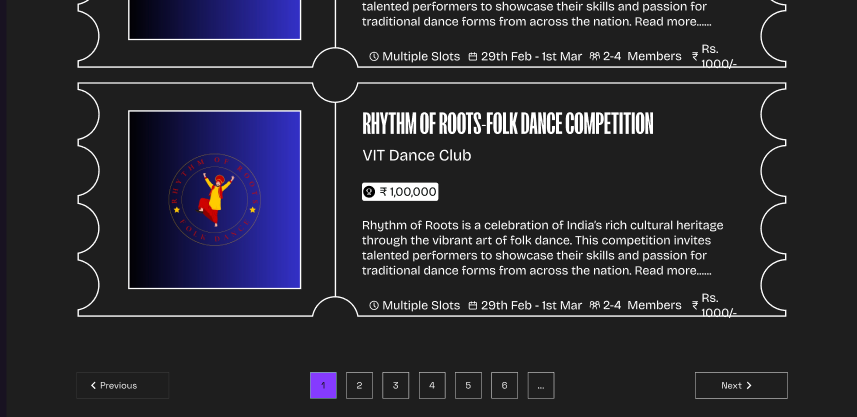 talented performers to showcase their skills and passion for
traditional dance forms from across the nation. Read more......
Multiple Slots 29th Feb - 1st Mar 2-4 Members ₹ Rs.
1000/-
RHYTHM OF ROOTS-FOLK DANCE COMPETITION
VIT Dance Club
₹ 1,00,000
RHYTHM OF ROOTS
FOLK DANCE
Rhythm of Roots is a celebration of India's rich cultural heritage
through the vibrant art of folk dance. This competition invites
talented performers to showcase their skills and passion for
traditional dance forms from across the nation. Read more......
Multiple Slots 29th Feb - 1st Mar 2-4 Members ₹ Rs.
1000/-
Previous 1 2 3 4 5 6 ... Next